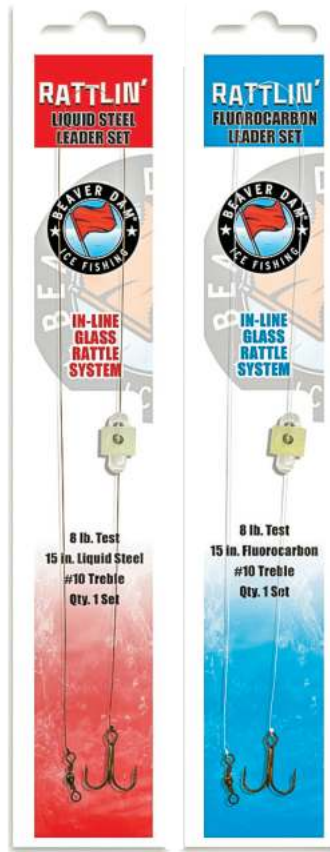 RATTLIN'
LIQUID STEEL
LEADER SET
BEAVER DAM®
ICE FISHING
IN-LINE
GLASS
RATTLE
SYSTEM
8 lb. Test
15 in. Liquid Steel
#10 Treble
Qty. 1 Set
RATTLIN'
FLUOROCARBON
LEADER SET
BEAVER DAM®
ICE FISHING
IN-LINE
GLASS
RATTLE
SYSTEM
8 lb. Test
15 in. Fluorocarbon
#10 Treble
Qty. 1 Set